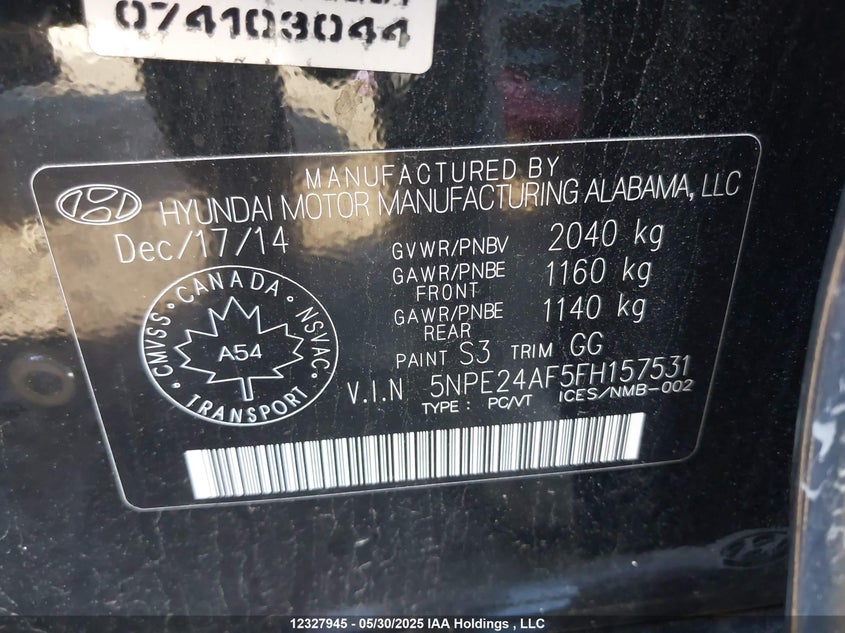 074103044
MANUFACTURED BY
HYUNDAI MOTOR MANUFACTURING ALABAMA, LLC
Dec/17/14
GVWR/PNBV 2040 kg
GAWR/PNBE FRONT 1160 kg
GAWR/PNBE REAR 1140 kg
PAINT S3 TRIM GG
V.I.N 5NPE24AF5FH157531
TYPE : PC/VT ICES/NMB-002
CMVSS · CANADA · NSVAC · TRANSPORT
A54
12327945 - 05/30/2025 IAA Holdings , LLC